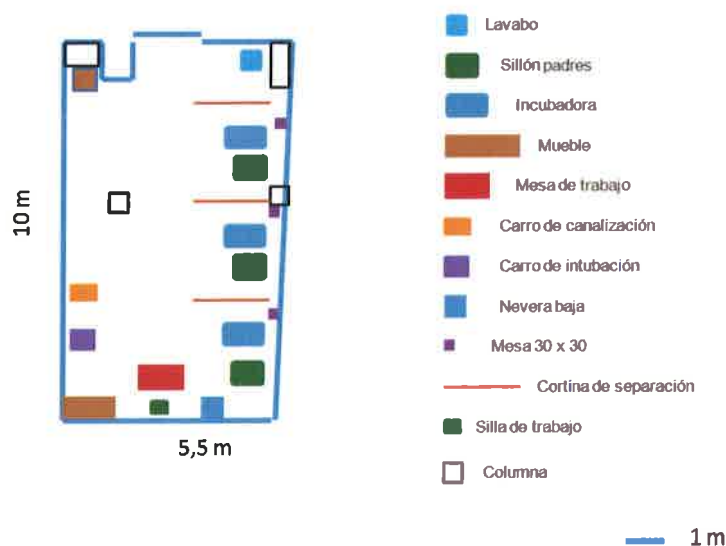 10 m
5,5 m
Lavabo
Sillón padres
Incubadora
Mueble
Mesa de trabajo
Carro de canalización
Carro de intubación
Nevera baja
Mesa 30 x 30
Cortina de separación
Silla de trabajo
Columna
1 m